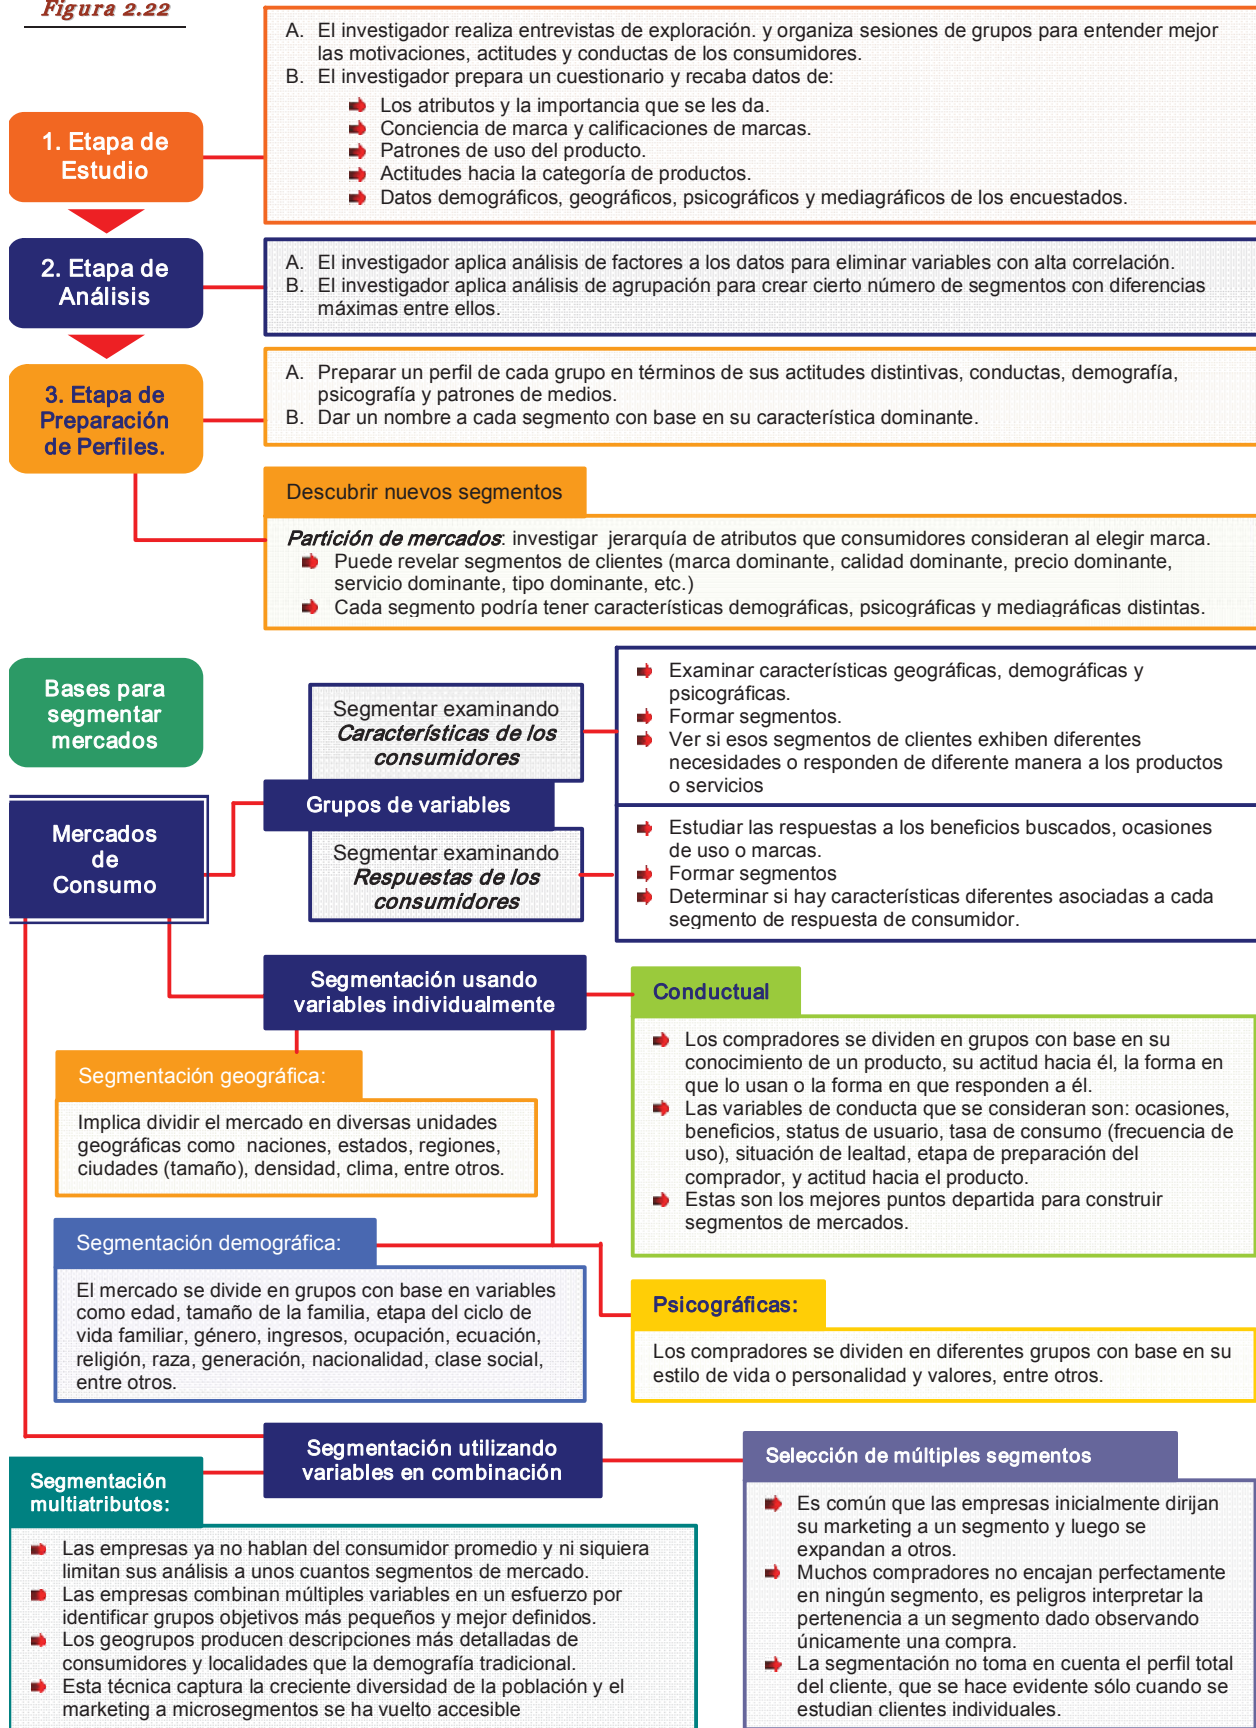 Figura 2.22
A. El investigador realiza entrevistas de exploración. y organiza sesiones de grupos para entender mejor
las motivaciones, actitudes y conductas de los consumidores.
B. El investigador prepara un cuestionario y recaba datos de:
Los atributos y la importancia que se les da.
Conciencia de marca y calificaciones de marcas.
Patrones de uso del producto.
Actitudes hacia la categoría de productos.
Datos demográficos, geográficos, psicográficos y mediagráficos de los encuestados.
1. Etapa de
Estudio
2. Etapa de
Análisis
A. El investigador aplica análisis de factores a los datos para eliminar variables con alta correlación.
B. El investigador aplica análisis de agrupación para crear cierto número de segmentos con diferencias
máximas entre ellos.
3. Etapa de
Preparación
de Perfiles.
A. Preparar un perfil de cada grupo en términos de sus actitudes distintivas, conductas, demografía,
psicografía y patrones de medios.
B. Dar un nombre a cada segmento con base en su característica dominante.
Descubrir nuevos segmentos
Partición de mercados: investigar jerarquía de atributos que consumidores consideran al elegir marca.
Puede revelar segmentos de clientes (marca dominante, calidad dominante, precio dominante,
servicio dominante, tipo dominante, etc.)
Cada segmento podría tener características demográficas, psicográficas y mediagráficas distintas.
Bases para
segmentar
mercados
Mercados
de
Consumo
Segmentar examinando
Características de los
consumidores
Grupos de variables
Segmentar examinando
Respuestas de los
consumidores
Examinar características geográficas, demográficas y
psicográficas.
Formar segmentos.
Ver si esos segmentos de clientes exhiben diferentes
necesidades o responden de diferente manera a los productos
o servicios
Estudiar las respuestas a los beneficios buscados, ocasiones
de uso o marcas.
Formar segmentos
Determinar si hay características diferentes asociadas a cada
segmento de respuesta de consumidor.
Segmentación usando
variables individualmente
Conductual
Los compradores se dividen en grupos con base en su
conocimiento de un producto, su actitud hacia él, la forma en
que lo usan o la forma en que responden a él.
Las variables de conducta que se consideran son: ocasiones,
beneficios, status de usuario, tasa de consumo (frecuencia de
uso), situación de lealtad, etapa de preparación del
comprador, y actitud hacia el producto.
Estas son los mejores puntos departida para construir
segmentos de mercados.
Segmentación geográfica:
Implica dividir el mercado en diversas unidades
geográficas como naciones, estados, regiones,
ciudades (tamaño), densidad, clima, entre otros.
Segmentación demográfica:
El mercado se divide en grupos con base en variables
como edad, tamaño de la familia, etapa del ciclo de
vida familiar, género, ingresos, ocupación, ecuación,
religión, raza, generación, nacionalidad, clase social,
entre otros.
Psicográficas:
Los compradores se dividen en diferentes grupos con base en su
estilo de vida o personalidad y valores, entre otros.
Segmentación utilizando
variables en combinación
Segmentación
multiatributos:
Las empresas ya no hablan del consumidor promedio y ni siquiera
limitan sus análisis a unos cuantos segmentos de mercado.
Las empresas combinan múltiples variables en un esfuerzo por
identificar grupos objetivos más pequeños y mejor definidos.
Los geogrupos producen descripciones más detalladas de
consumidores y localidades que la demografía tradicional.
Esta técnica captura la creciente diversidad de la población y el
marketing a microsegmentos se ha vuelto accesible
Selección de múltiples segmentos
Es común que las empresas inicialmente dirijan
su marketing a un segmento y luego se
expandan a otros.
Muchos compradores no encajan perfectamente
en ningún segmento, es peligros interpretar la
pertenencia a un segmento dado observando
únicamente una compra.
La segmentación no toma en cuenta el perfil total
del cliente, que se hace evidente sólo cuando se
estudian clientes individuales.